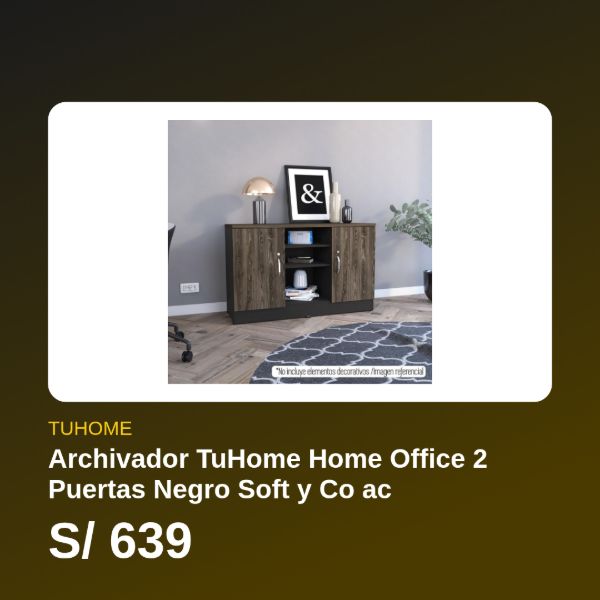 &
*No incluye elementos decorativos /imagen referencial
TUHOME
Archivador TuHome Home Office 2
Puertas Negro Soft y Co ac
S/ 639